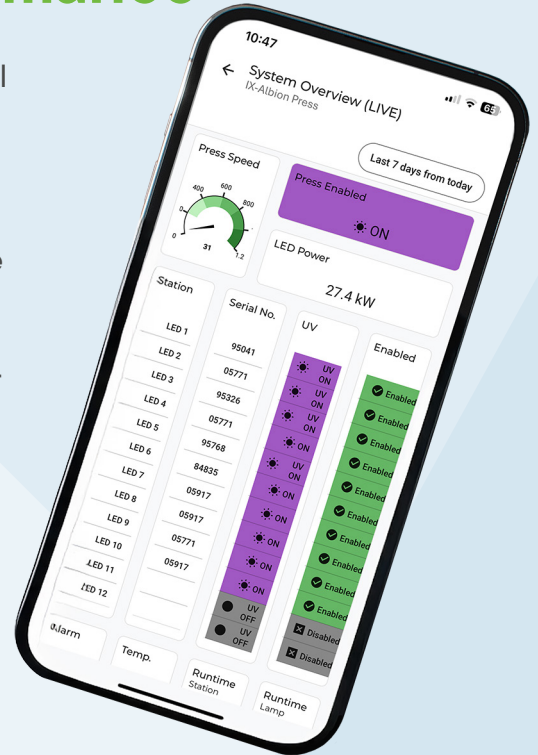 10:47
65
System Overview (LIVE)
IX-Albion Press
Last 7 days from today
Press Speed
0
400
600
800
1.2
0
31
Press Enabled
ON
LED Power
27.4 kW
Station
LED 1
LED 2
LED 3
LED 4
LED 5
LED 6
LED 7
LED 8
LED 9
LED 10
LED 11
LED 12
Serial No.
95041
05771
95326
05771
95768
84835
05917
05917
05771
05917
UV
UV
ON
UV
ON
UV
ON
ON
UV
ON
ON
ON
ON
ON
ON
UV
OFF
UV
OFF
Enabled
Enabled
Enabled
Enabled
Enabled
Enabled
Enabled
Enabled
Enabled
Enabled
Enabled
Disabled
Disabled
Alarm
Temp.
Runtime
Station
Runtime
Lamp